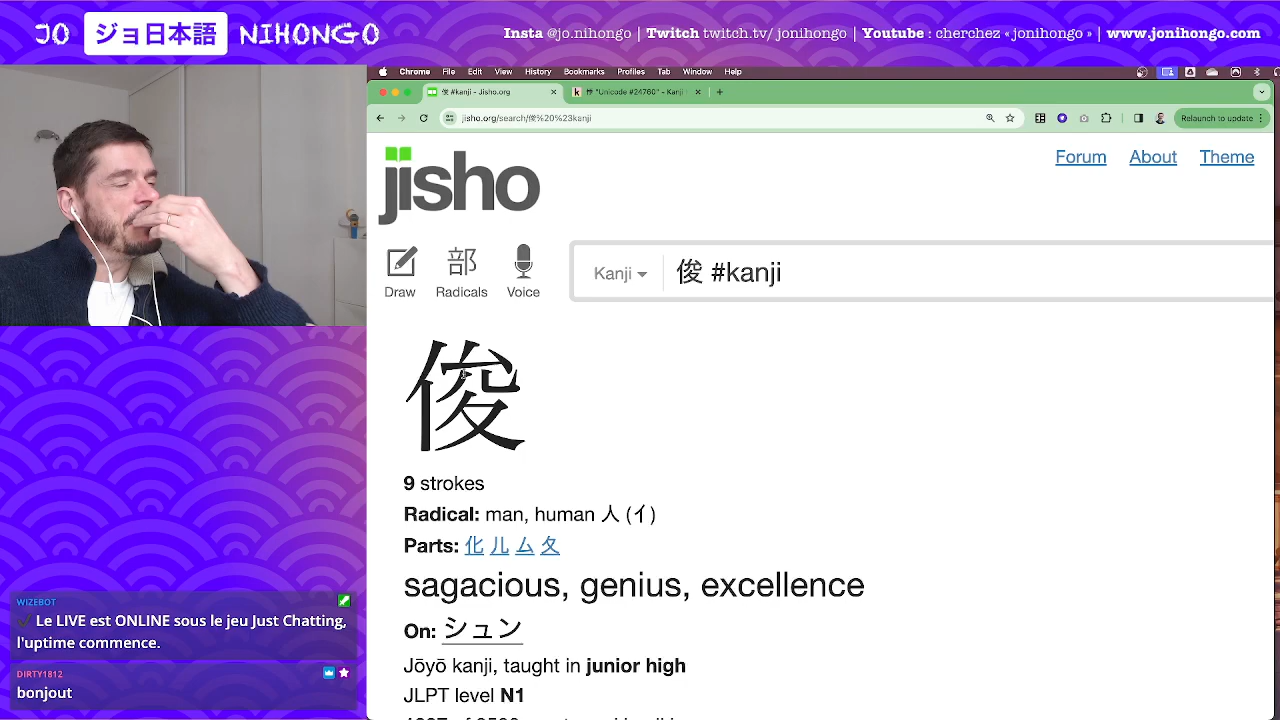 JO ジョ日本語 NIHONGO
Insta @jo.nihongo | Twitch twitch.tv/ jonihongo | Youtube : cherchez « jonihongo » | www.jonihongo.com
Chrome File Edit View History Bookmarks Profiles Tab Window Help
俊 #kanji - Jisho.org
"Unicode #24760" - Kanji
jisho.org/search/俊%20%23kanji
Relaunch to update
jisho
Forum About Theme
部
Draw Radicals Voice
Kanji 俊 #kanji
俊
9 strokes
Radical: man, human 人 (亻)
Parts: 化 儿 厶 夂
sagacious, genius, excellence
On: シュン
Jōyō kanji, taught in junior high
JLPT level N1
WIZEBOT
Le LIVE est ONLINE sous le jeu Just Chatting,
l'uptime commence.
DIRTY1812
bonjout